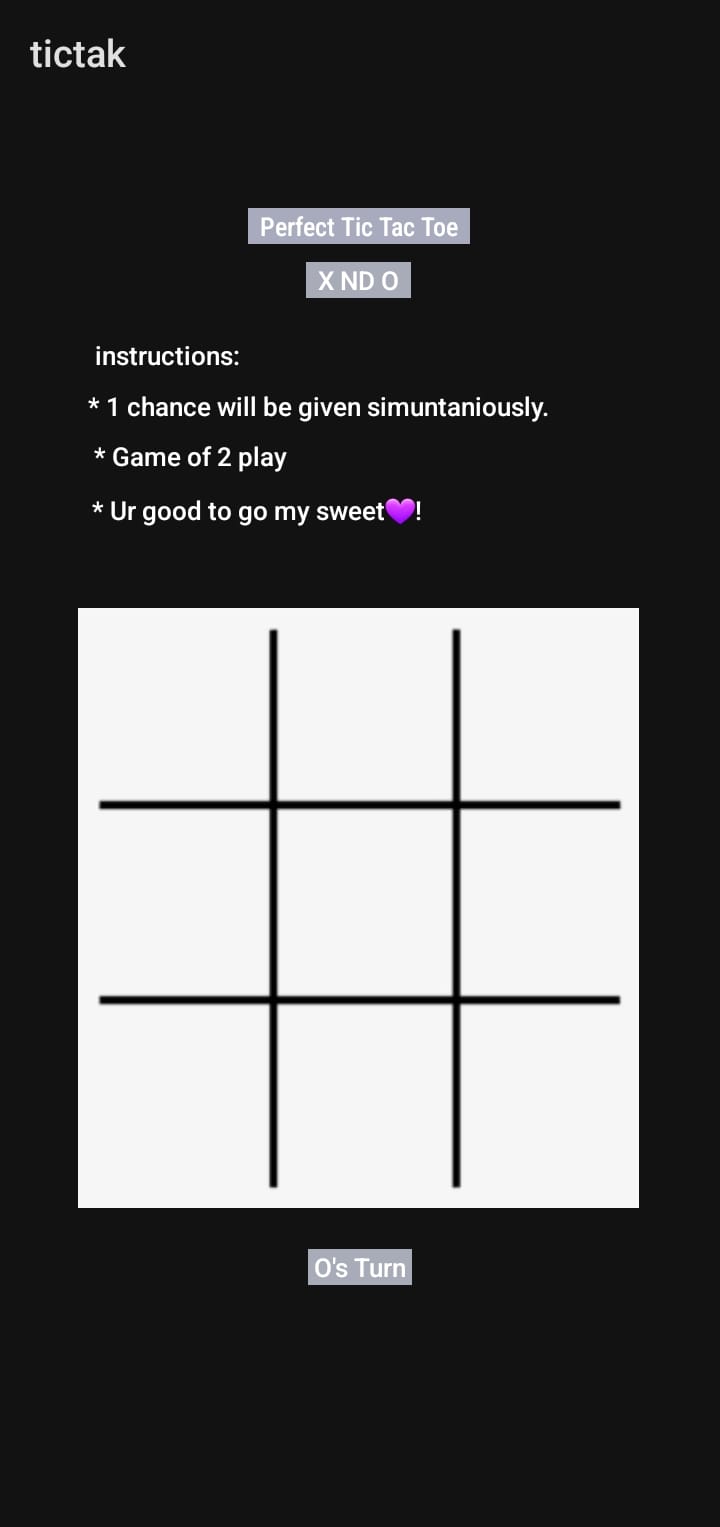 tictak
Perfect Tic Tac Toe
X ND O
instructions:
* 1 chance will be given simuntaniously.
* Game of 2 play
* Ur good to go my sweet💜!
O's Turn